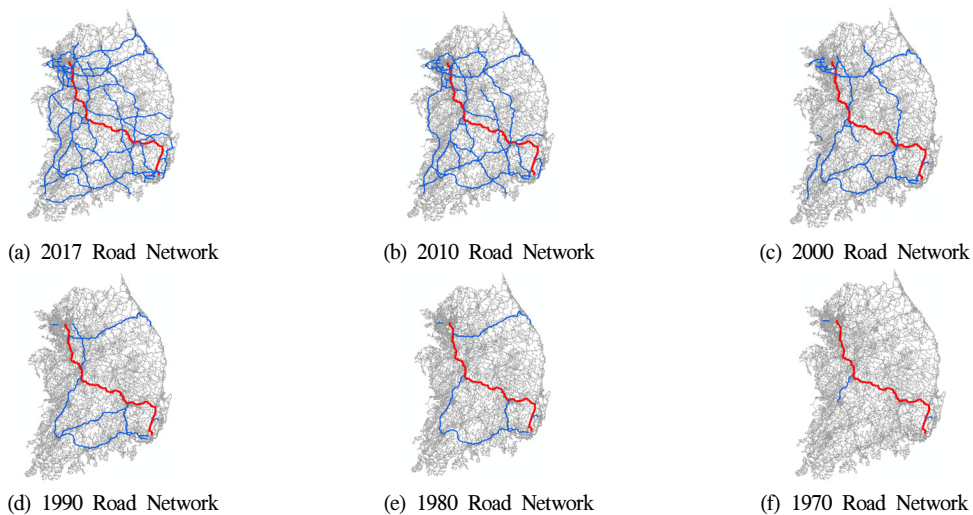 (a) 2017 Road Network
(b) 2010 Road Network
(c) 2000 Road Network
(d) 1990 Road Network
(e) 1980 Road Network
(f) 1970 Road Network